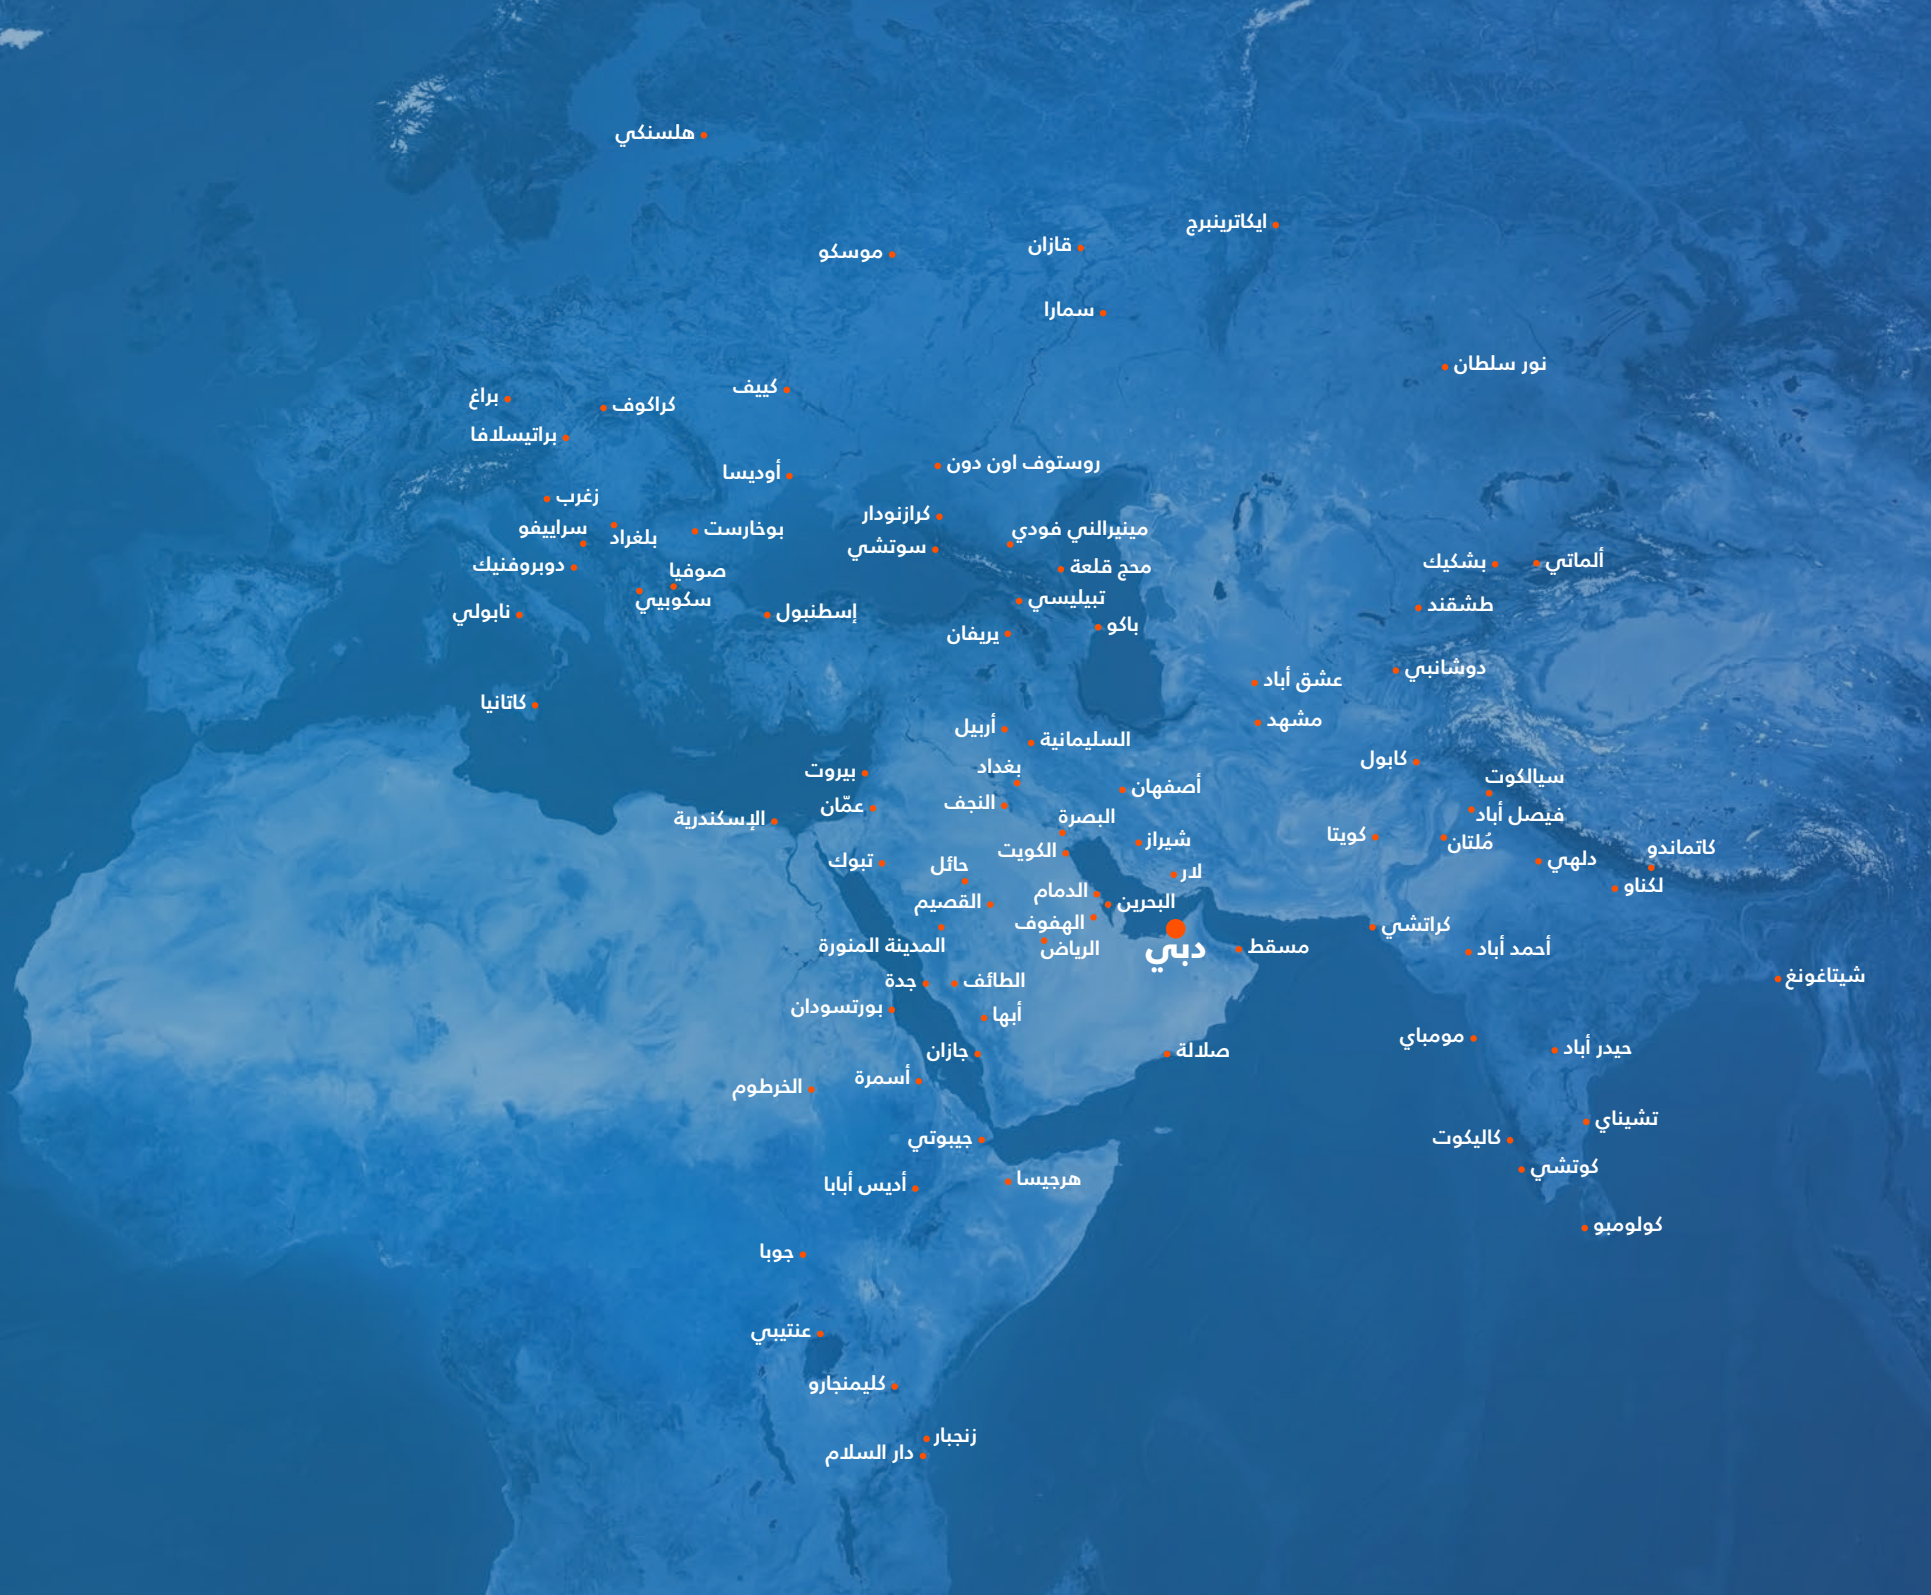 هلسنكي
ايكاترينبرج
قازان
موسكو
سمارا
نور سلطان
كييف
براغ
كراكوف
براتيسلافا
روستوف اون دون
أوديسا
زغرب
كرازنودار
مينيرالني فودي
بوخارست
سراييفو
بلغراد
سوتشي
ألماتي
بشكيك
محج قلعة
دوبروفنيك
صوفيا
سكوبيي
تبيليسي
طشقند
إسطنبول
نابولي
باكو
يريفان
دوشانبي
عشق أباد
كاتانيا
مشهد
أربيل
السليمانية
كابول
بغداد
بيروت
سيالكوت
أصفهان
النجف
عمّان
فيصل أباد
البصرة
الإسكندرية
كويتا
شيراز
مُلتان
كاتماندو
الكويت
دلهي
تبوك
حائل
لار
لكناو
الدمام
البحرين
القصيم
الهفوف
كراتشي
المدينة المنورة
الرياض
دبي
مسقط
أحمد أباد
شيتاغونغ
الطائف
جدة
بورتسودان
أبها
مومباي
حيدر أباد
جازان
صلالة
أسمرة
الخرطوم
تشيناي
جيبوتي
كاليكوت
كوتشي
هرجيسا
أديس أبابا
كولومبو
جوبا
عنتيبي
كليمنجارو
زنجبار
دار السلام